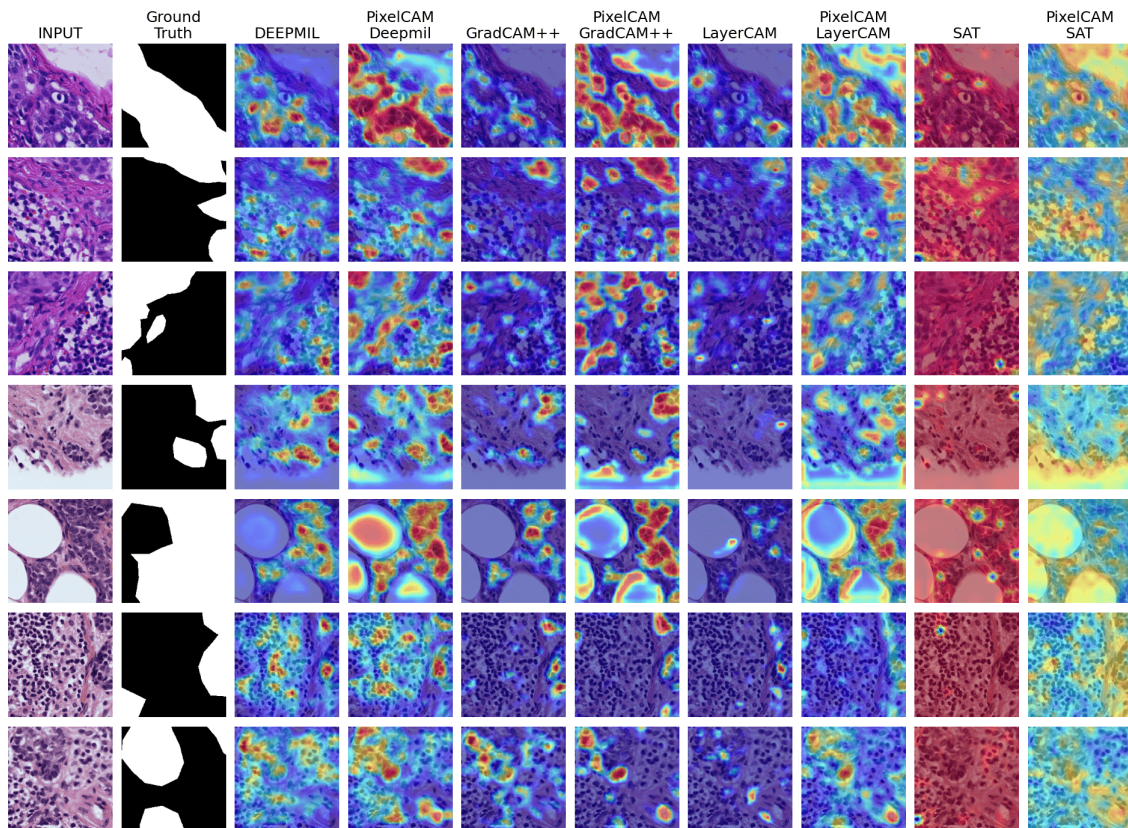 INPUT
Ground
Truth
DEEPMIL
PixelCAM
Deepmil
GradCAM++
PixelCAM
GradCAM++
LayerCAM
PixelCAM
LayerCAM
SAT
PixelCAM
SAT